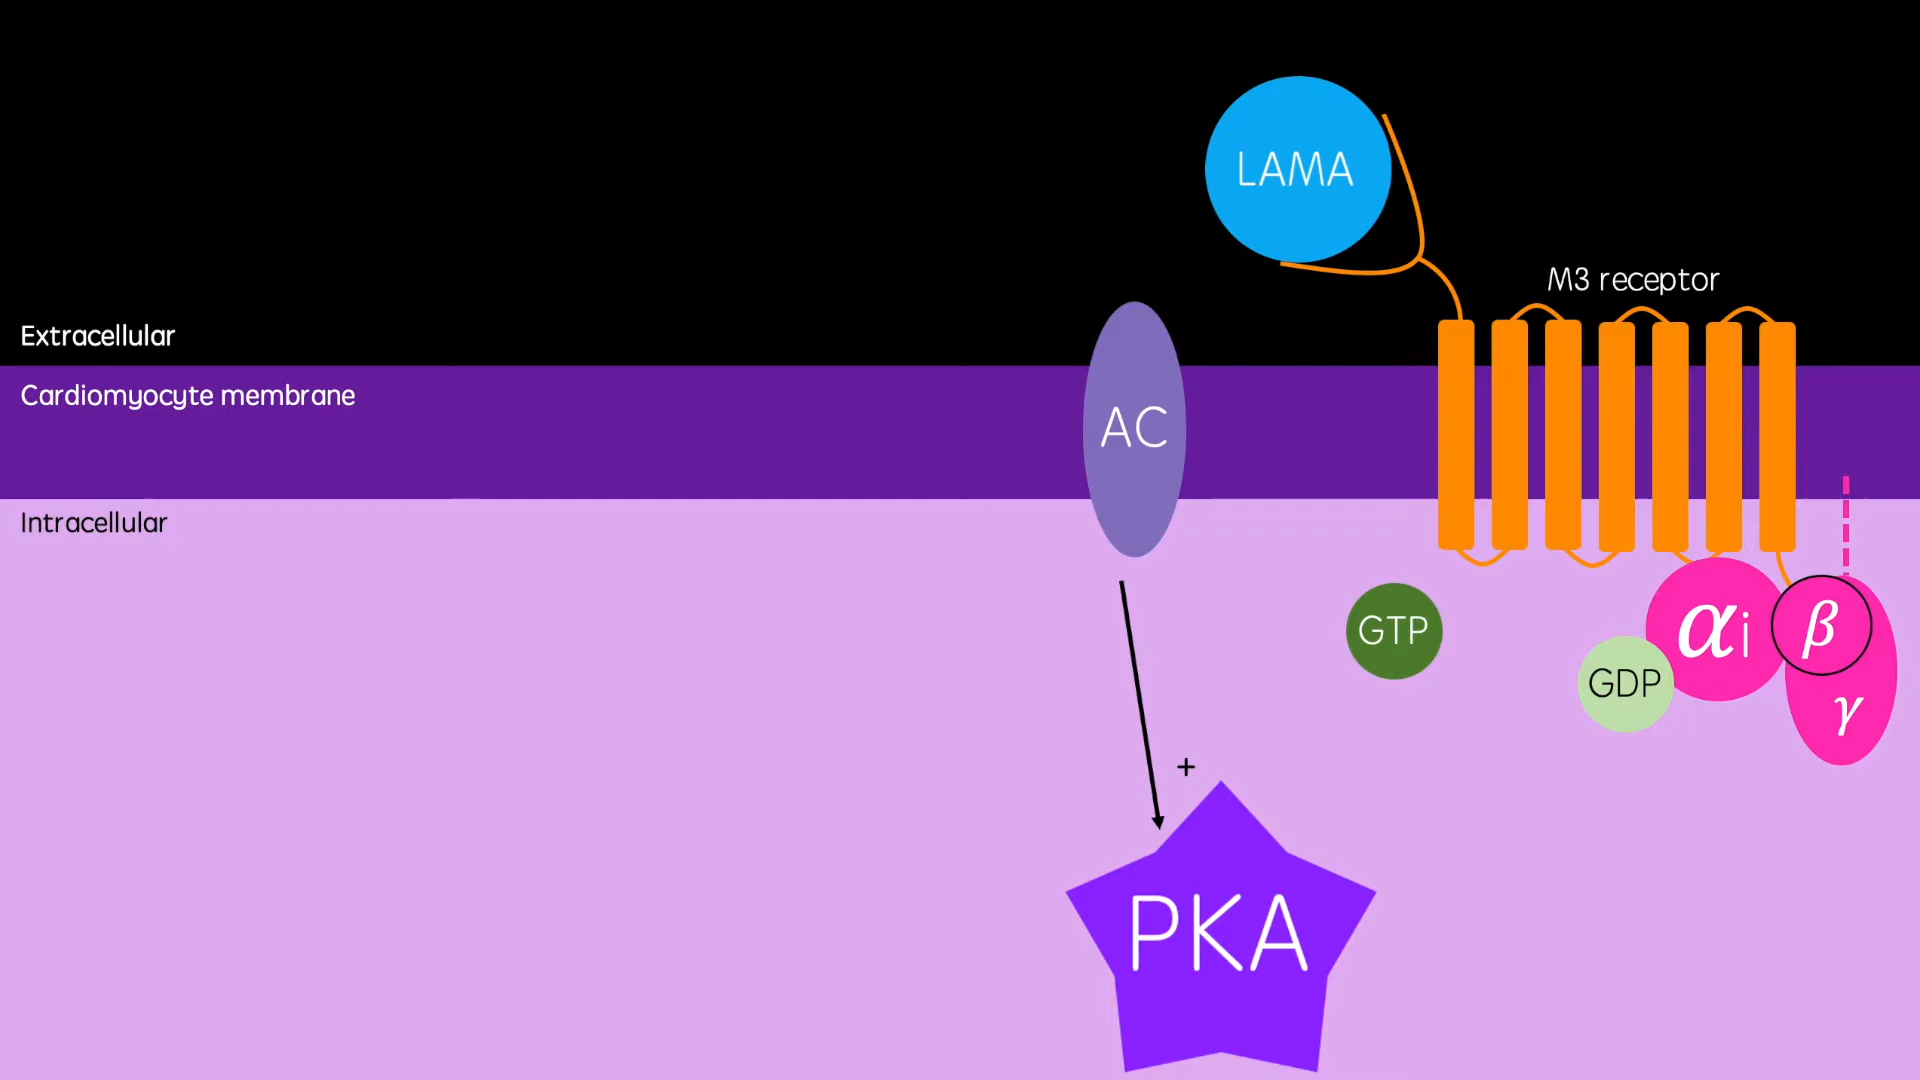 LAMA
M3 receptor
Extracellular
Cardiomyocyte membrane
AC
Intracellular
GTP
αi
β
GDP
γ
+
PKA